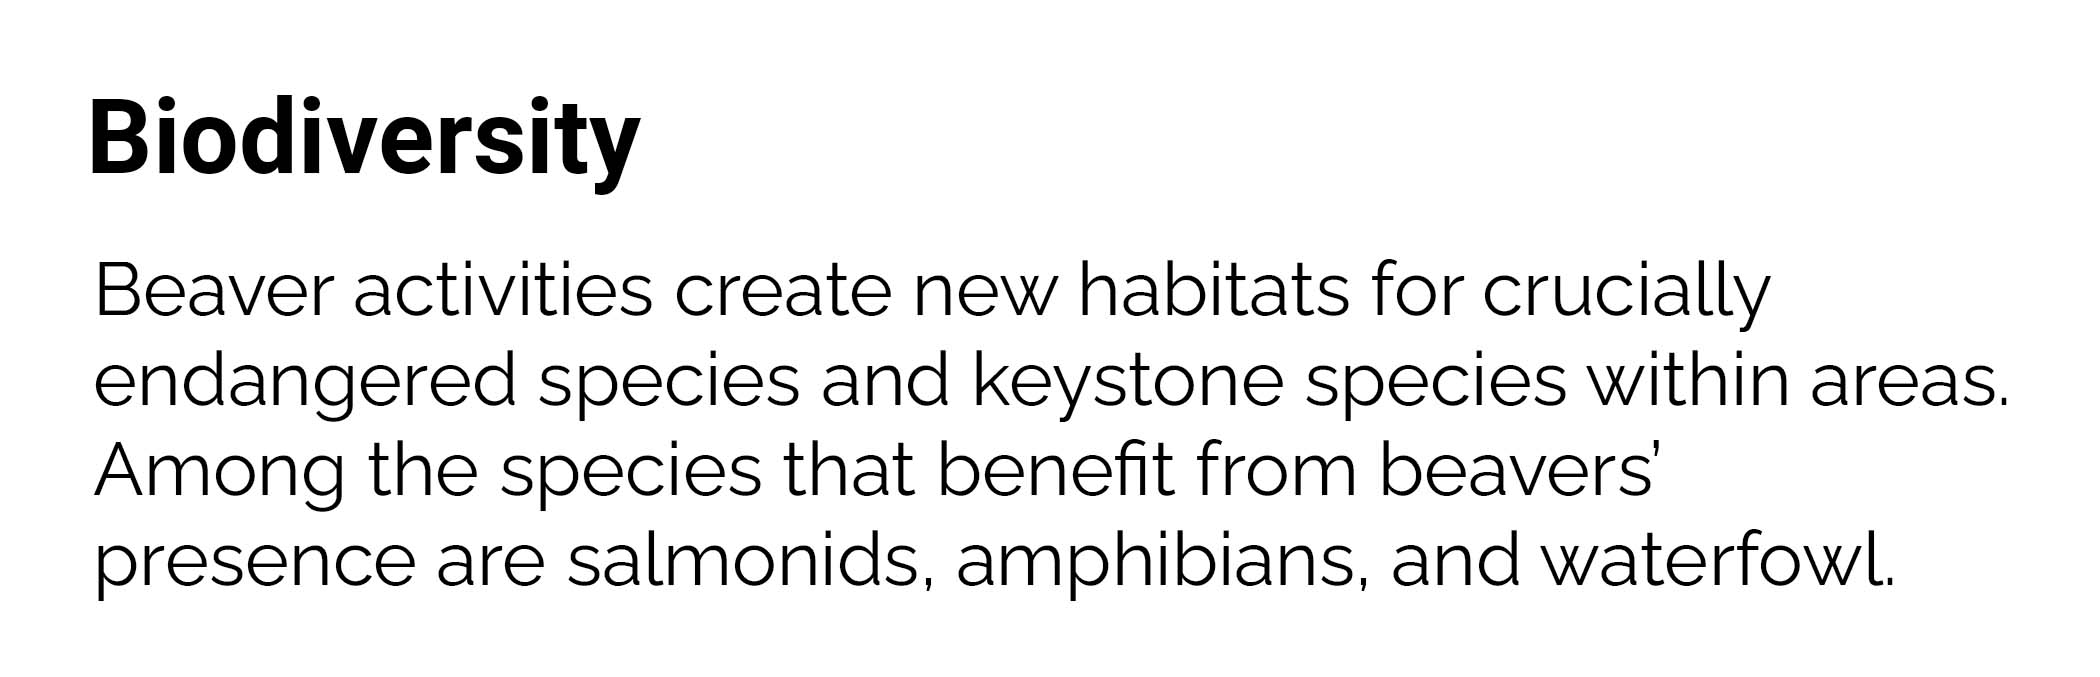 Biodiversity
Beaver activities create new habitats for crucially
endangered species and keystone species within areas.
Among the species that benefit from beavers’
presence are salmonids, amphibians, and waterfowl.